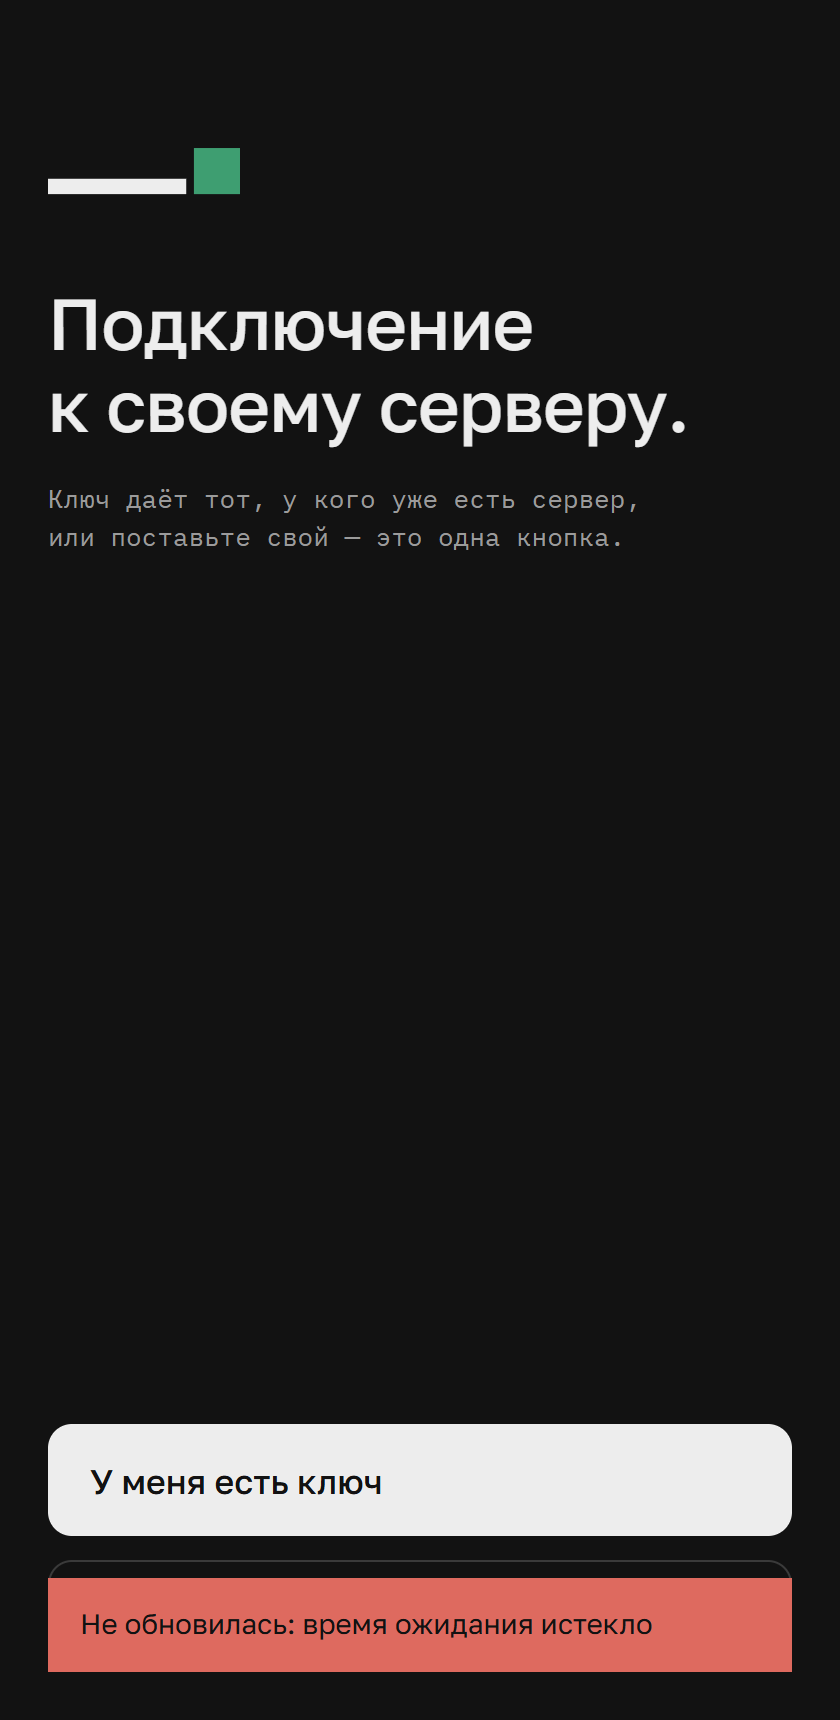 Подключение
к своему серверу.
Ключ даёт тот, у кого уже есть сервер,
или поставьте свой — это одна кнопка.
У меня есть ключ
Не обновилась: время ожидания истекло